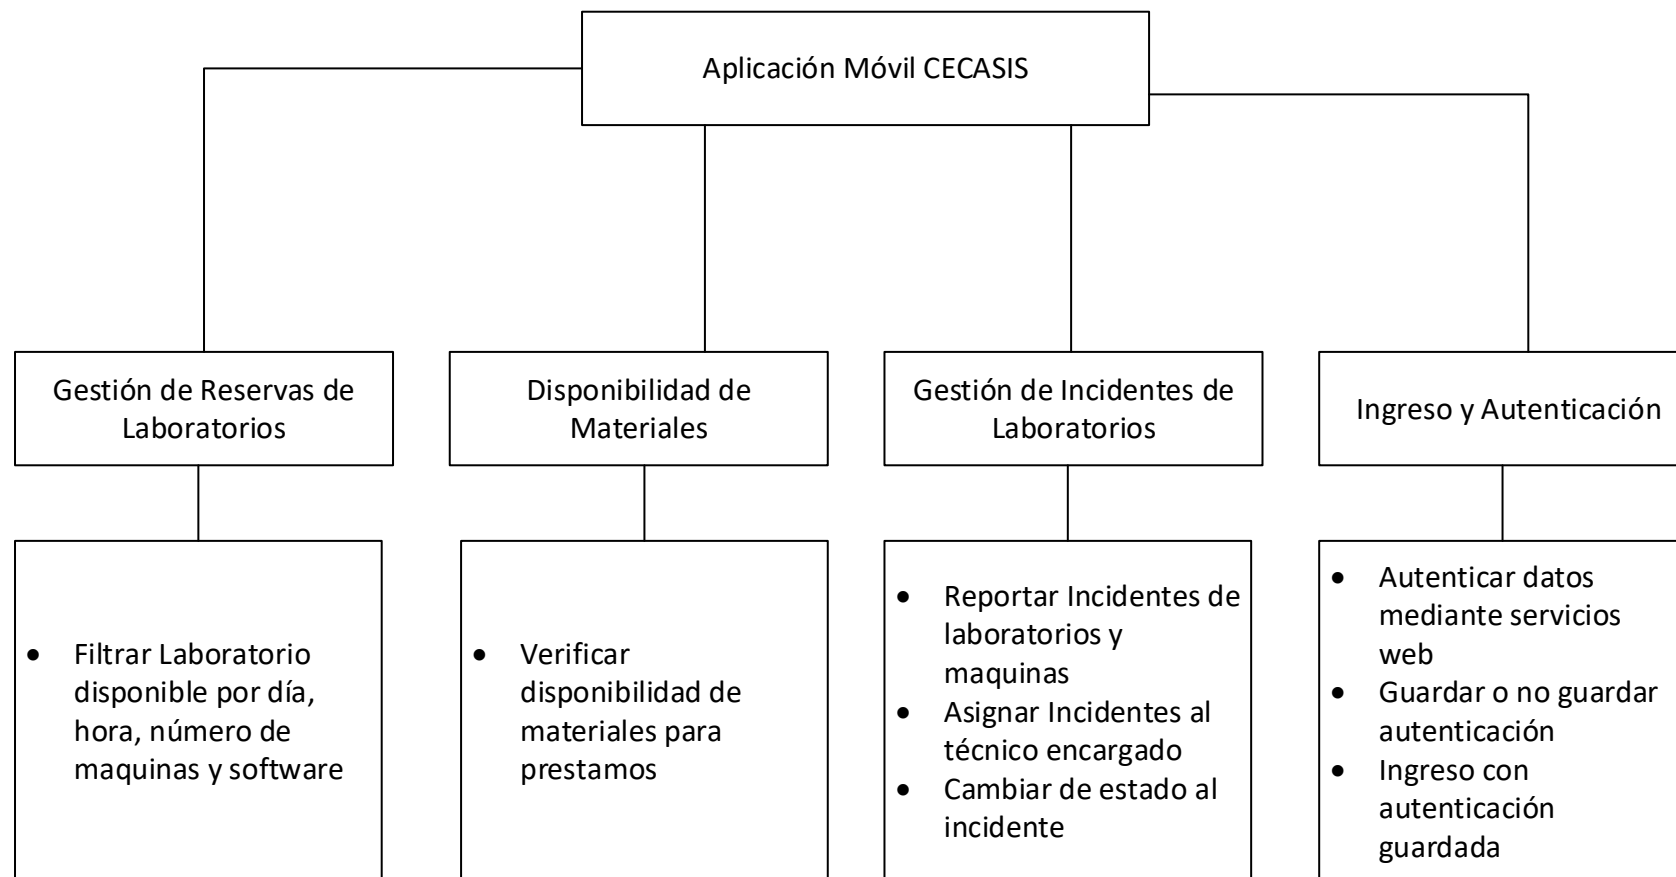 Aplicación Móvil CECASIS
Gestión de Reservas de
Laboratorios
Disponibilidad de
Materiales
Gestión de Incidentes de
Laboratorios
Ingreso y Autenticación
• Filtrar Laboratorio
disponible por día,
hora, número de
maquinas y software
• Verificar
disponibilidad de
materiales para
prestamos
• Reportar Incidentes de
laboratorios y
maquinas
• Asignar Incidentes al
técnico encargado
• Cambiar de estado al
incidente
• Autenticar datos
mediante servicios
web
• Guardar o no guardar
autenticación
• Ingreso con
autenticación
guardada